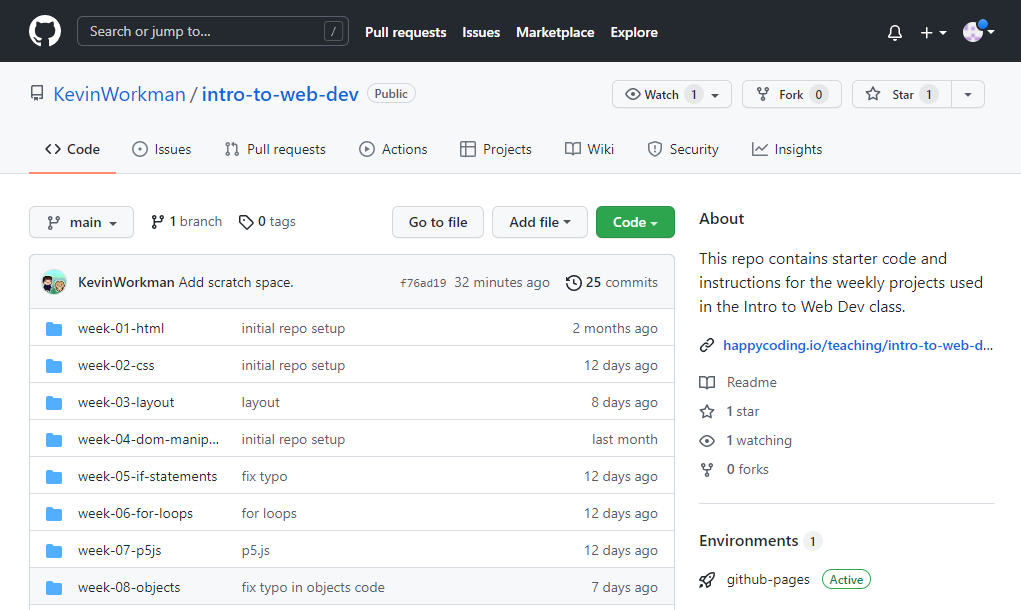 Search or jump to... / Pull requests Issues Marketplace Explore
KevinWorkman / intro-to-web-dev Public Watch 1 Fork 0 Star 1
Code Issues Pull requests Actions Projects Wiki Security Insights
main 1 branch 0 tags Go to file Add file Code
KevinWorkman Add scratch space. f76ad19 32 minutes ago 25 commits
week-01-html initial repo setup 2 months ago
week-02-css initial repo setup 12 days ago
week-03-layout layout 8 days ago
week-04-dom-manip... initial repo setup last month
week-05-if-statements fix typo 12 days ago
week-06-for-loops for loops 12 days ago
week-07-p5js p5.js 12 days ago
week-08-objects fix typo in objects code 7 days ago
About
This repo contains starter code and
instructions for the weekly projects used
in the Intro to Web Dev class.
happycoding.io/teaching/intro-to-web-d...
Readme
1 star
1 watching
0 forks
Environments 1
github-pages Active